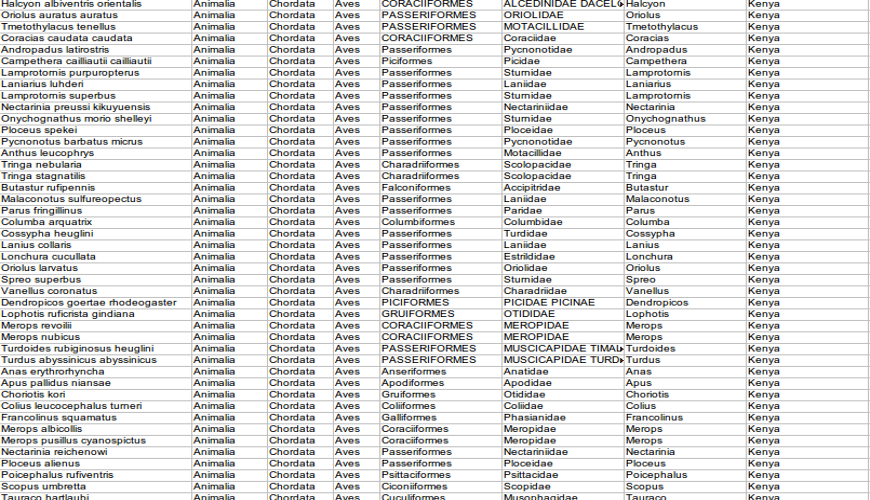 Halcyon albiventris orientalis Animalia Chordata Aves CORACIIFORMES ALCEDINIDAE DACELO Halcyon Kenya
Oriolus auratus auratus Animalia Chordata Aves PASSERIFORMES ORIOLIDAE Oriolus Kenya
Tmetothylacus tenellus Animalia Chordata Aves PASSERIFORMES MOTACILLIDAE Tmetothylacus Kenya
Coracias caudata caudata Animalia Chordata Aves CORACIIFORMES Coraciidae Coracias Kenya
Andropadus latirostris Animalia Chordata Aves Passeriformes Pycnonotidae Andropadus Kenya
Campethera cailliautii cailliautii Animalia Chordata Aves Piciformes Picidae Campethera Kenya
Lamprotornis purpuropterus Animalia Chordata Aves Passeriformes Sturnidae Lamprotornis Kenya
Laniarius luhderi Animalia Chordata Aves Passeriformes Laniidae Laniarius Kenya
Lamprotornis superbus Animalia Chordata Aves Passeriformes Sturnidae Lamprotornis Kenya
Nectarinia preussi kikuyuensis Animalia Chordata Aves Passeriformes Nectariniidae Nectarinia Kenya
Onychognathus morio shelleyi Animalia Chordata Aves Passeriformes Sturnidae Onychognathus Kenya
Ploceus spekei Animalia Chordata Aves Passeriformes Ploceidae Ploceus Kenya
Pycnonotus barbatus micrus Animalia Chordata Aves Passeriformes Pycnonotidae Pycnonotus Kenya
Anthus leucophrys Animalia Chordata Aves Passeriformes Motacillidae Anthus Kenya
Tringa nebularia Animalia Chordata Aves Charadriiformes Scolopacidae Tringa Kenya
Tringa stagnatilis Animalia Chordata Aves Charadriiformes Scolopacidae Tringa Kenya
Butastur rufipennis Animalia Chordata Aves Falconiformes Accipitridae Butastur Kenya
Malaconotus sulfureopectus Animalia Chordata Aves Passeriformes Laniidae Malaconotus Kenya
Parus fringillinus Animalia Chordata Aves Passeriformes Paridae Parus Kenya
Columba arquatrix Animalia Chordata Aves Columbiformes Columbidae Columba Kenya
Cossypha heuglini Animalia Chordata Aves Passeriformes Turdidae Cossypha Kenya
Lanius collaris Animalia Chordata Aves Passeriformes Laniidae Lanius Kenya
Lonchura cucullata Animalia Chordata Aves Passeriformes Estrildidae Lonchura Kenya
Oriolus larvatus Animalia Chordata Aves Passeriformes Oriolidae Oriolus Kenya
Spreo superbus Animalia Chordata Aves Passeriformes Sturnidae Spreo Kenya
Vanellus coronatus Animalia Chordata Aves Charadriiformes Charadriidae Vanellus Kenya
Dendropicos goertae rhodeogaster Animalia Chordata Aves PICIFORMES PICIDAE PICINAE Dendropicos Kenya
Lophotis ruficrista gindiana Animalia Chordata Aves GRUIFORMES OTIDIDAE Lophotis Kenya
Merops revoilii Animalia Chordata Aves CORACIIFORMES MEROPIDAE Merops Kenya
Merops nubicus Animalia Chordata Aves CORACIIFORMES MEROPIDAE Merops Kenya
Turdoides rubiginosus heuglini Animalia Chordata Aves PASSERIFORMES MUSCICAPIDAE TIMAL Turdoides Kenya
Turdus abyssinicus abyssinicus Animalia Chordata Aves PASSERIFORMES MUSCICAPIDAE TURD Turdus Kenya
Anas erythrorhyncha Animalia Chordata Aves Anseriformes Anatidae Anas Kenya
Apus pallidus niansae Animalia Chordata Aves Apodiformes Apodidae Apus Kenya
Choriotis kori Animalia Chordata Aves Gruiformes Otididae Choriotis Kenya
Colius leucocephalus turneri Animalia Chordata Aves Coliiformes Coliidae Colius Kenya
Francolinus squamatus Animalia Chordata Aves Galliformes Phasianidae Francolinus Kenya
Merops albicollis Animalia Chordata Aves Coraciiformes Meropidae Merops Kenya
Merops pusillus cyanospictus Animalia Chordata Aves Coraciiformes Meropidae Merops Kenya
Nectarinia reichenowi Animalia Chordata Aves Passeriformes Nectariniidae Nectarinia Kenya
Ploceus alienus Animalia Chordata Aves Passeriformes Ploceidae Ploceus Kenya
Poicephalus rufiventris Animalia Chordata Aves Psittaciformes Psittacidae Poicephalus Kenya
Scopus umbretta Animalia Chordata Aves Ciconiiformes Scopidae Scopus Kenya
Tauraco hartlaubi Animalia Chordata Aves Cuculiformes Musophagidae Tauraco Kenya